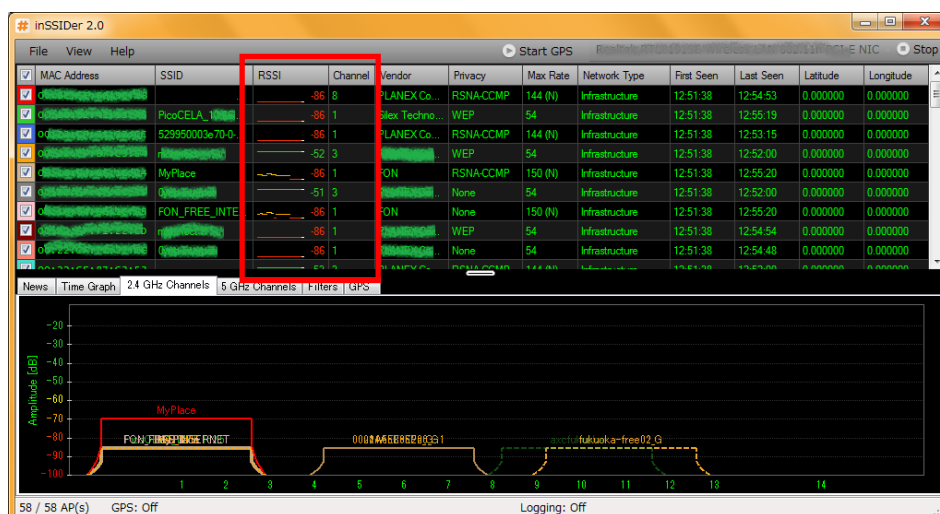 inSSIDer 2.0
File View Help Start GPS E NIC Stop
MAC Address SSID RSSI Channel Vendor Privacy Max Rate Network Type First Seen Last Seen Latitude Longitude
-86 8 PLANEX Co... RSNA-CCMP 144 (N) Infrastructure 12:51:38 12:54:53 0.000000 0.000000
PicoCELA_1 -86 1 Silex Techno... WEP 54 Infrastructure 12:51:38 12:55:19 0.000000 0.000000
529950003e70-0-. -86 1 PLANEX Co... RSNA-CCMP 144 (N) Infrastructure 12:51:38 12:53:15 0.000000 0.000000
-52 3 WEP 54 Infrastructure 12:51:38 12:52:00 0.000000 0.000000
MyPlace -86 1 FON RSNA-CCMP 150 (N) Infrastructure 12:51:38 12:55:20 0.000000 0.000000
-51 3 None 54 Infrastructure 12:51:38 12:52:00 0.000000 0.000000
FON_FREE_INTE... -86 1 FON None 150 (N) Infrastructure 12:51:38 12:55:20 0.000000 0.000000
-86 1 WEP 54 Infrastructure 12:51:38 12:54:54 0.000000 0.000000
-86 1 None 54 Infrastructure 12:51:38 12:54:48 0.000000 0.000000
News Time Graph 2.4 GHz Channels 5 GHz Channels Filters GPS
Amplitude [dB]
-20
-40
-50
-60
-70
MyPlace
-80
fukuoka-free02_G
-90
-100
1 2 3 4 5 6 7 8 9 10 11 12 13 14
58 / 58 AP(s) GPS: Off Logging: Off